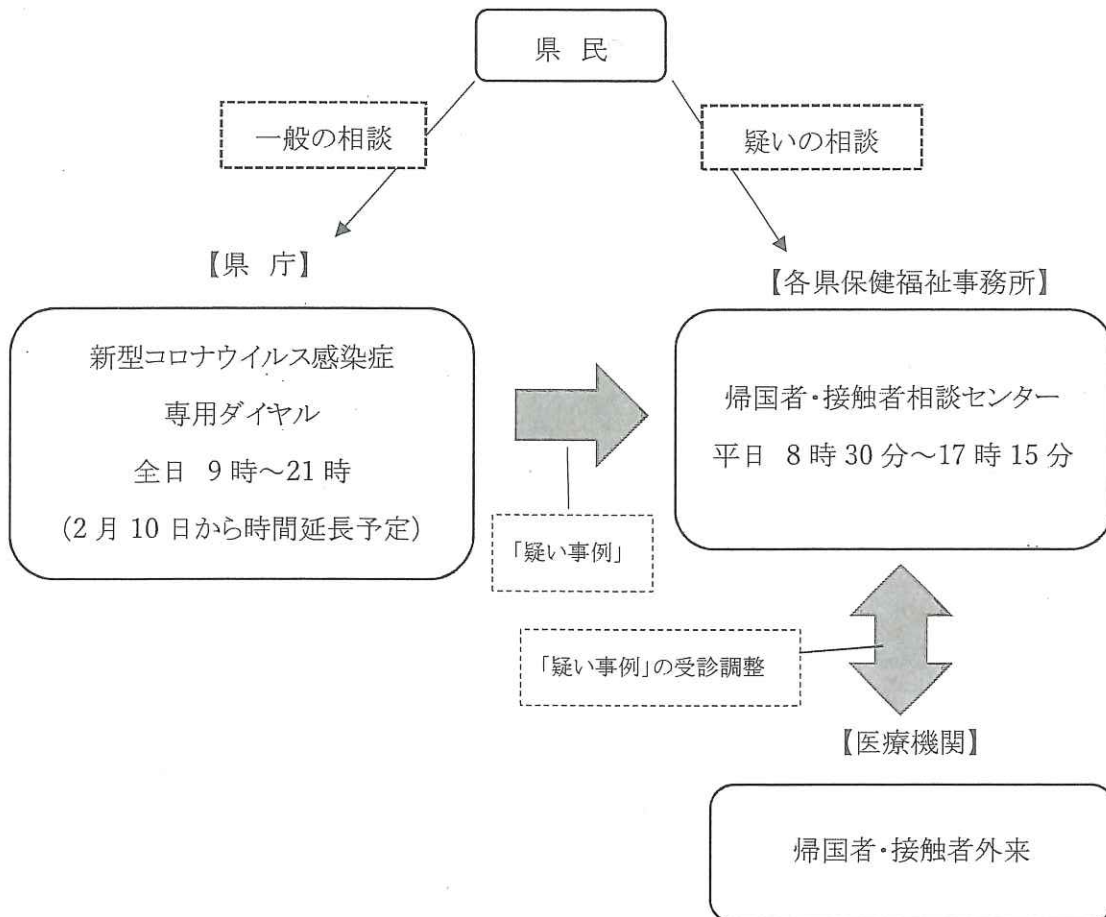 県 民
一般の相談
疑いの相談
【県 庁】
【各県保健福祉事務所】
新型コロナウイルス感染症
専用ダイヤル
全日 9時～21時
(2月10日から時間延長予定)
帰国者・接触者相談センター
平日 8時30分～17時15分
「疑い事例」
「疑い事例」の受診調整
【医療機関】
帰国者・接触者外来